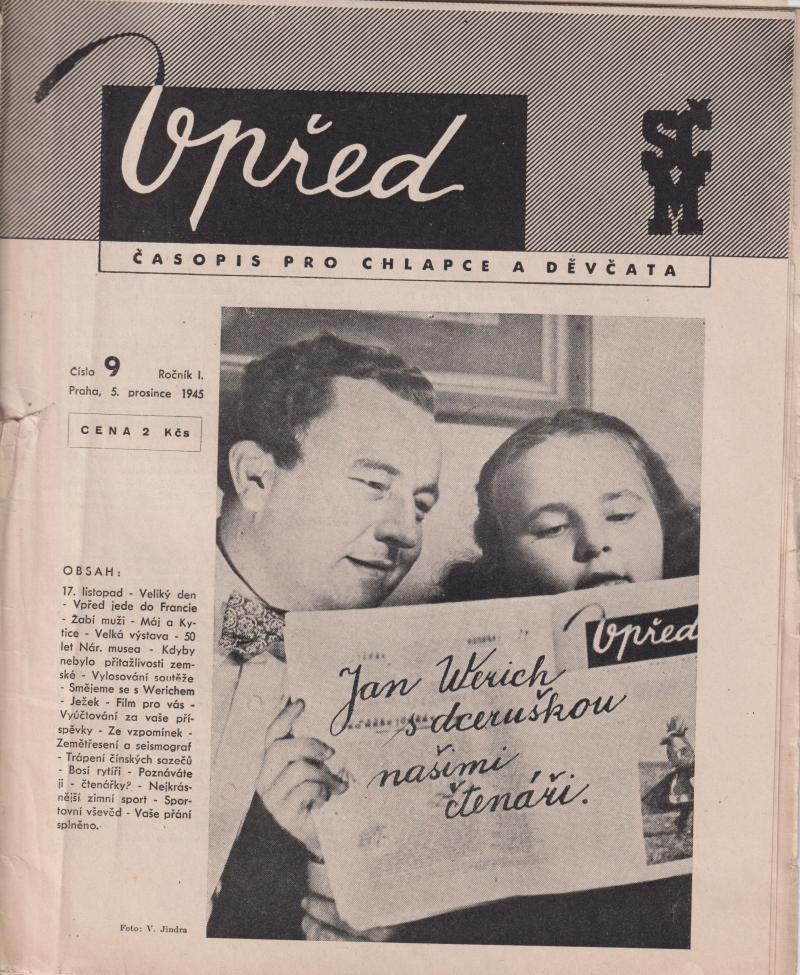 Vpřed
SČM
ČASOPIS PRO CHLAPCE A DĚVČATA
Číslo 9 Ročník I.
Praha, 5. prosince 1945
CENA 2 Kčs
OBSAH:
17. listopad - Veliký den
- Vpřed jede do Francie
- Žabí muži - Máj a Ky-
tice - Velká výstava - 50
let Nár. musea - Kdyby
nebylo přitažlivosti zem-
ské - Vylosování soutěže
- Smějeme se s Werichem
- Ježek - Film pro vás -
Vyúčtování za vaše pří-
spěvky - Ze vzpomínek -
Zemětřesení a seismograf
- Trápení čínských sazečů
- Bosí rytíři - Poznáváte
ji - čtenářky? - Nejkrás-
nější zimní sport - Spor-
tovní vševěd - Vaše přání
splněno.
Foto: V. Jindra
Vpřed
Jan Werich
s dceruškou
našimi
čtenáři.